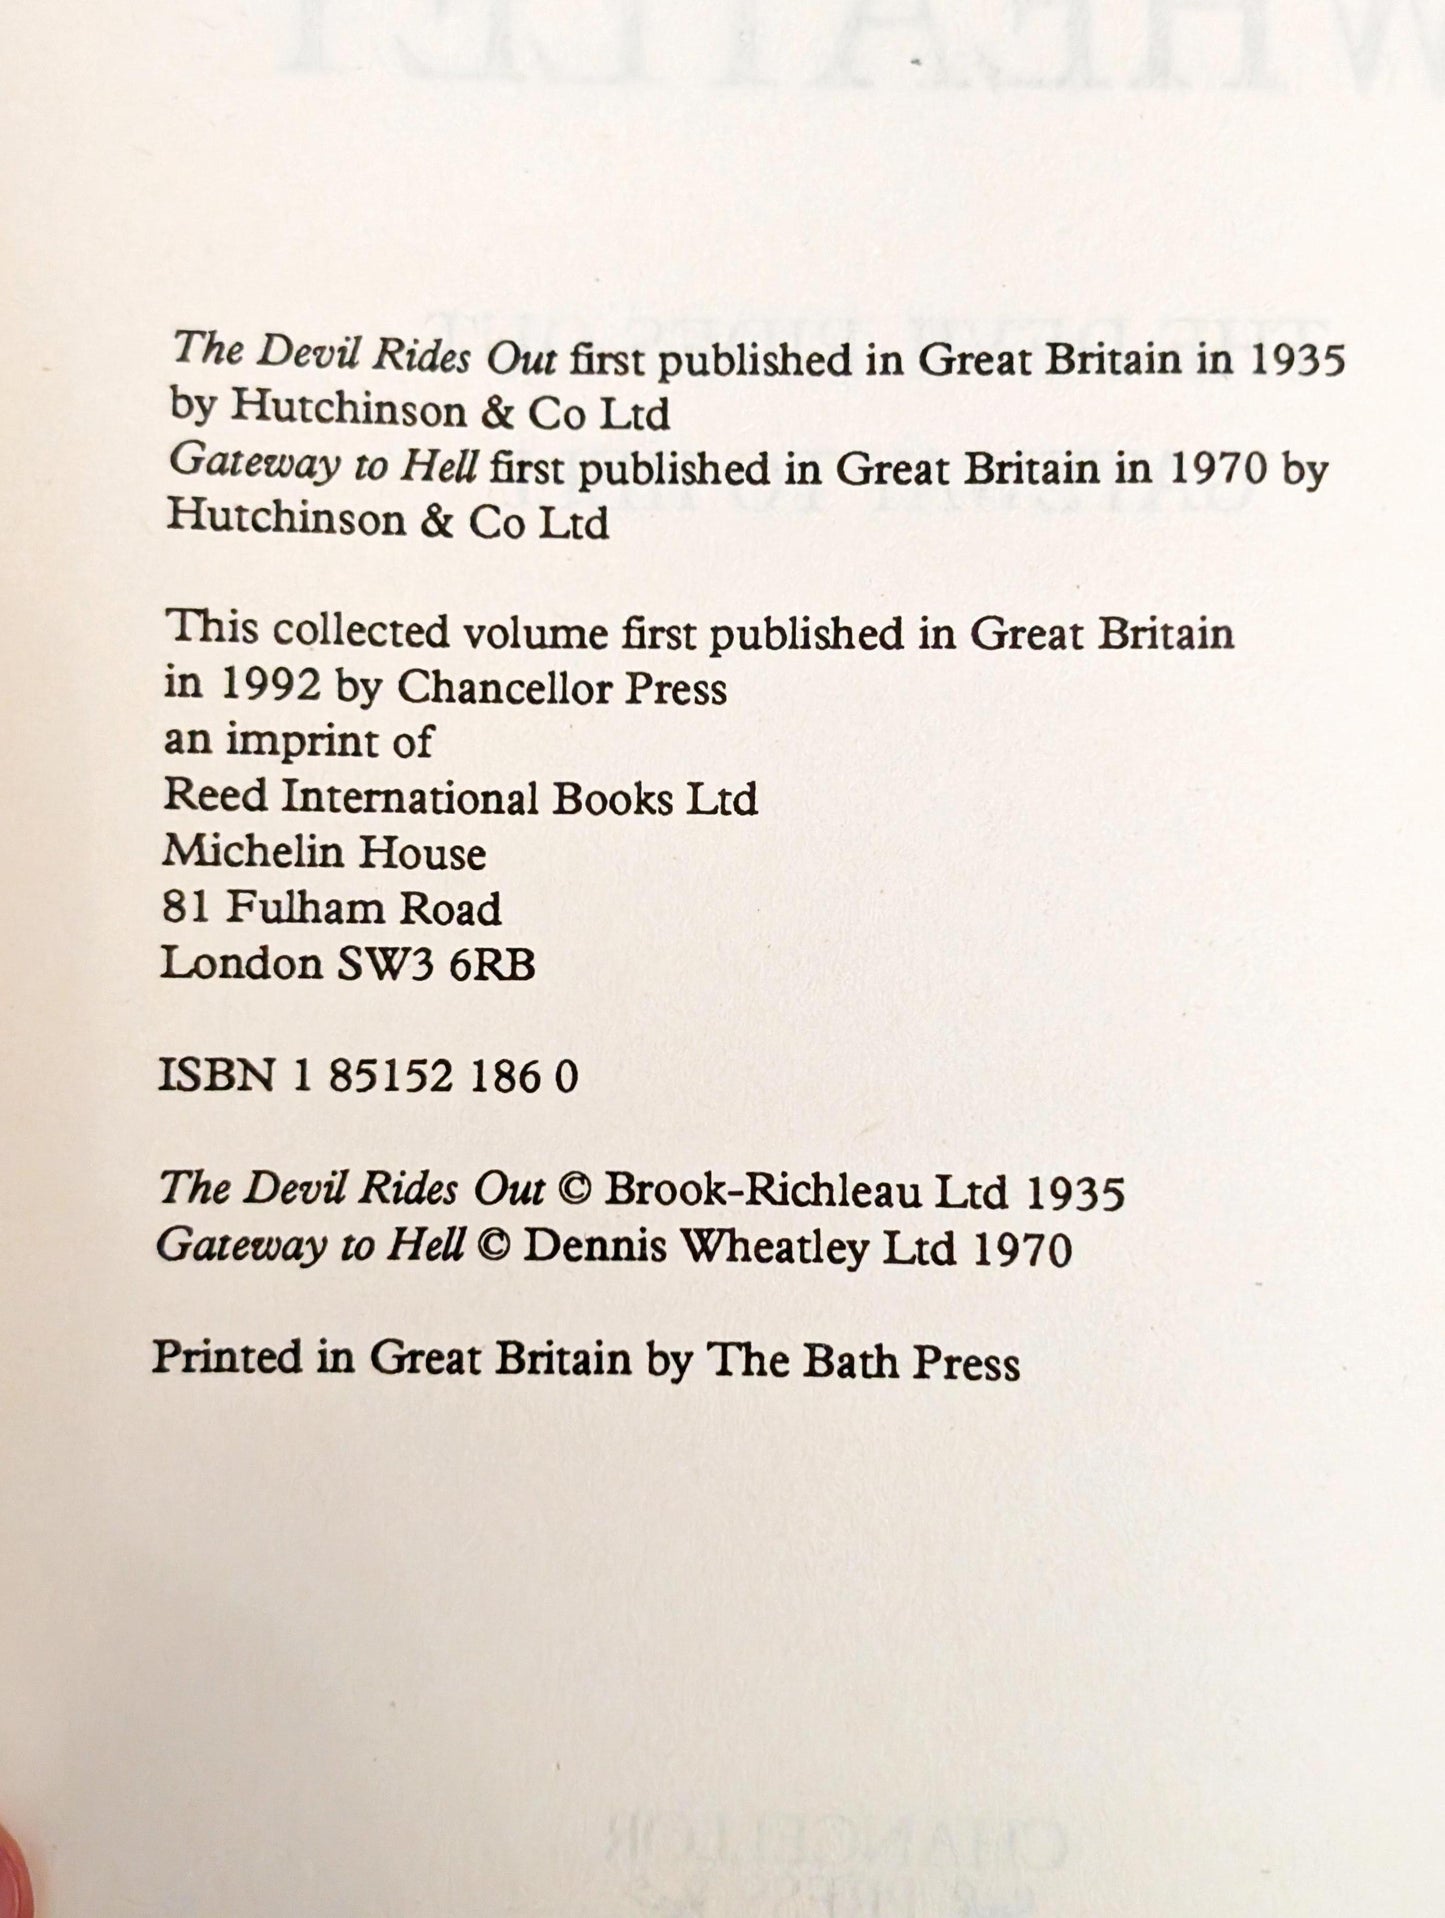 The Devil Rides Out first published in Great Britain in 1935
by Hutchinson & Co Ltd
Gateway to Hell first published in Great Britain in 1970 by
Hutchinson & Co Ltd
This collected volume first published in Great Britain
in 1992 by Chancellor Press
an imprint of
Reed International Books Ltd
Michelin House
81 Fulham Road
London SW3 6RB
ISBN 1 85152 186 0
The Devil Rides Out © Brook-Richleau Ltd 1935
Gateway to Hell © Dennis Wheatley Ltd 1970
Printed in Great Britain by The Bath Press